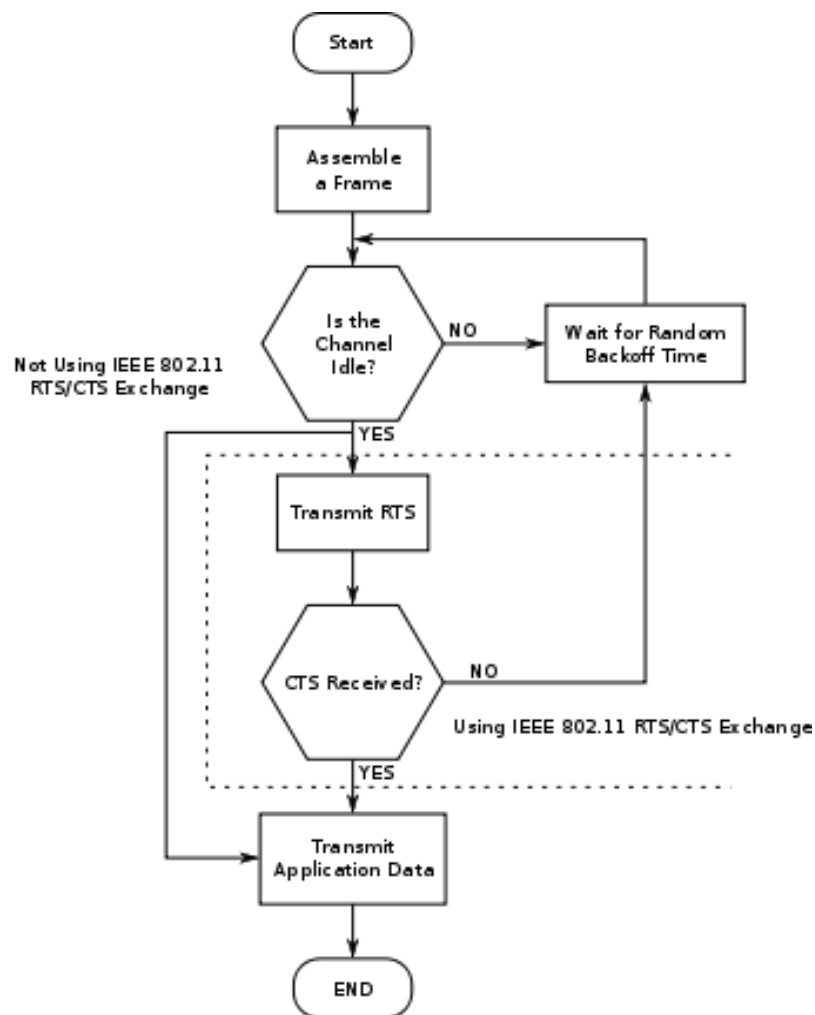 Start
Assemble
a Frame
Is the
Channel
Idle?
NO
Wait for Random
Backoff Time
Not Using IEEE 802.11
RTS/CTS Exchange
YES
Transmit RTS
CTS Received?
NO
Using IEEE 802.11 RTS/CTS Exchange
YES
Transmit
Application Data
END